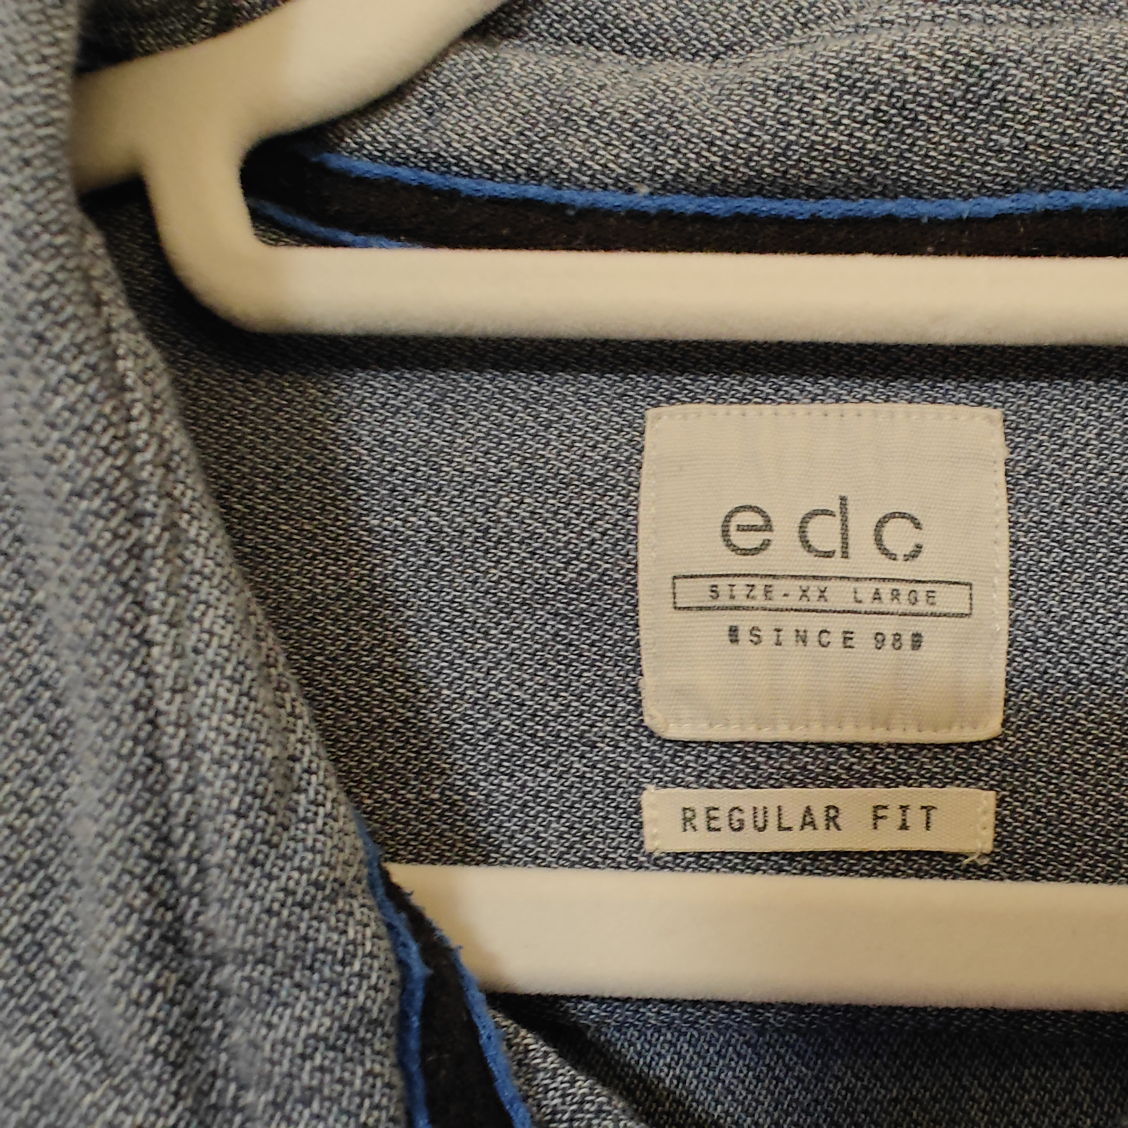 edc
SIZE-XX LARGE
SINCE 98
REGULAR FIT